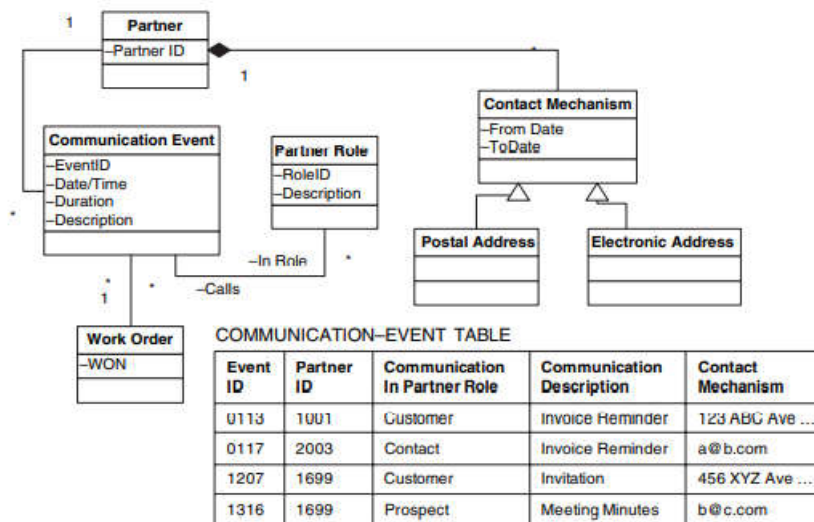 1
Partner
–Partner ID
1
*
Contact Mechanism
–From Date
–ToDate
Communication Event
–EventID
–Date/Time
–Duration
–Description
Partner Role
–RoleID
–Description
*
Postal Address
Electronic Address
–In Role
*
*
1
*
–Calls
Work Order
–WON
COMMUNICATION–EVENT TABLE
Event ID | Partner ID | Communication In Partner Role | Communication Description | Contact Mechanism
0113 | 1001 | Customer | Invoice Reminder | 123 ABC Ave ...
0117 | 2003 | Contact | Invoice Reminder | a@b.com
1207 | 1699 | Customer | Invitation | 456 XYZ Ave ...
1316 | 1699 | Prospect | Meeting Minutes | b@c.com